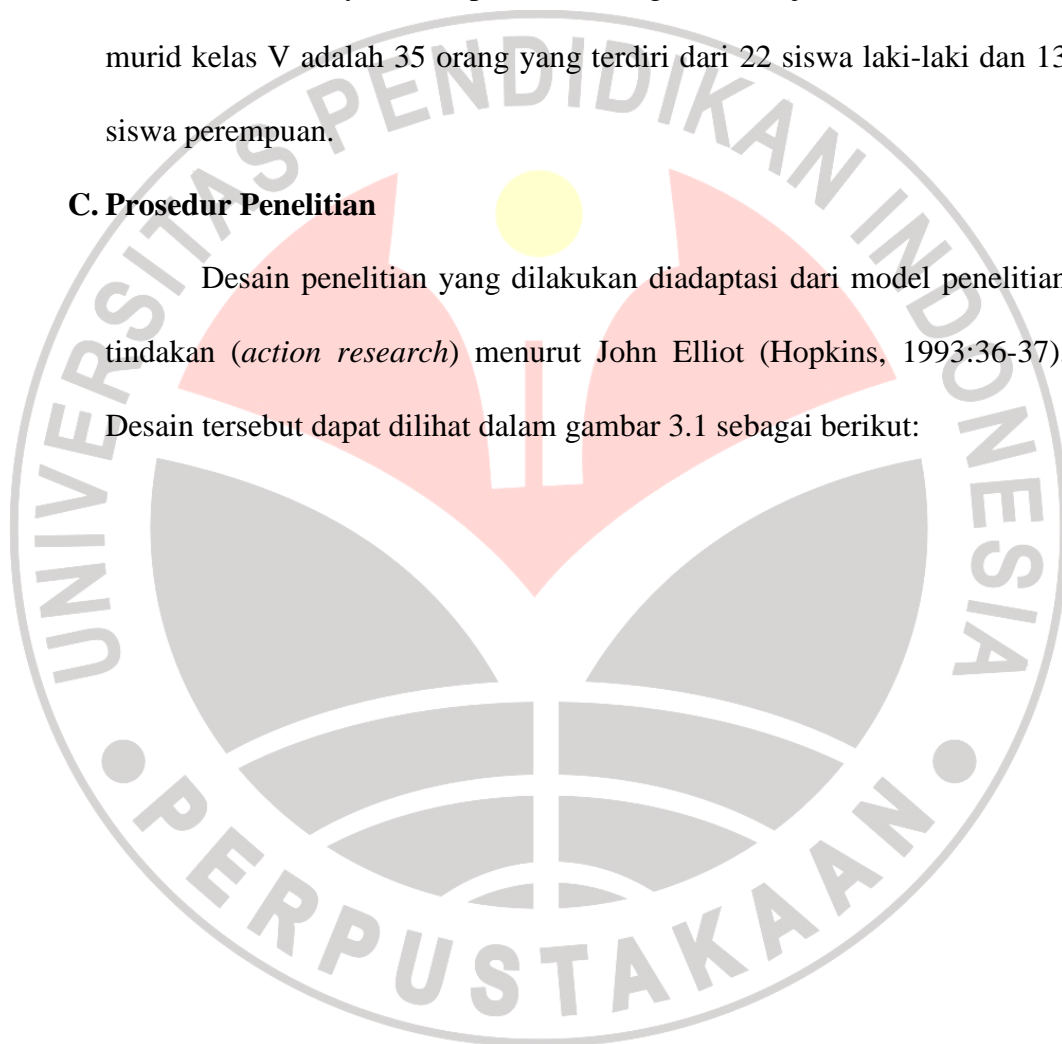 murid kelas V adalah 35 orang yang terdiri dari 22 siswa laki-laki dan 13
siswa perempuan.
C. Prosedur Penelitian
Desain penelitian yang dilakukan diadaptasi dari model penelitian
tindakan (action research) menurut John Elliot (Hopkins, 1993:36-37)
Desain tersebut dapat dilihat dalam gambar 3.1 sebagai berikut:
UNIVERSITAS PENDIDIKAN INDONESIA
PERPUSTAKAAN